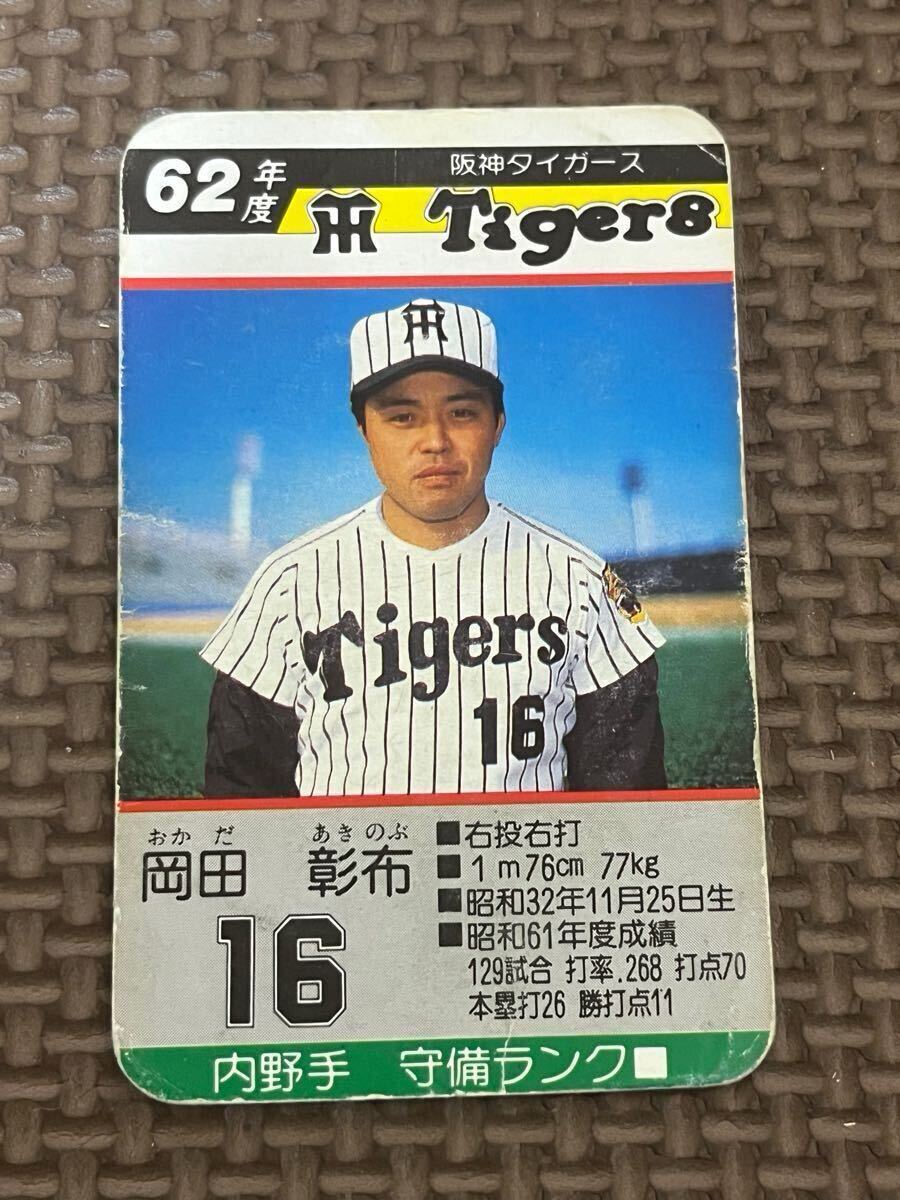 62年度
阪神タイガース
TH Tigers
TH
Tigers
16
おかだ あきのぶ
岡田 彰布
16
■右投右打
■1m76cm 77kg
■昭和32年11月25日生
■昭和61年度成績
129試合 打率.268 打点70
本塁打26 勝打点11
内野手 守備ランク■